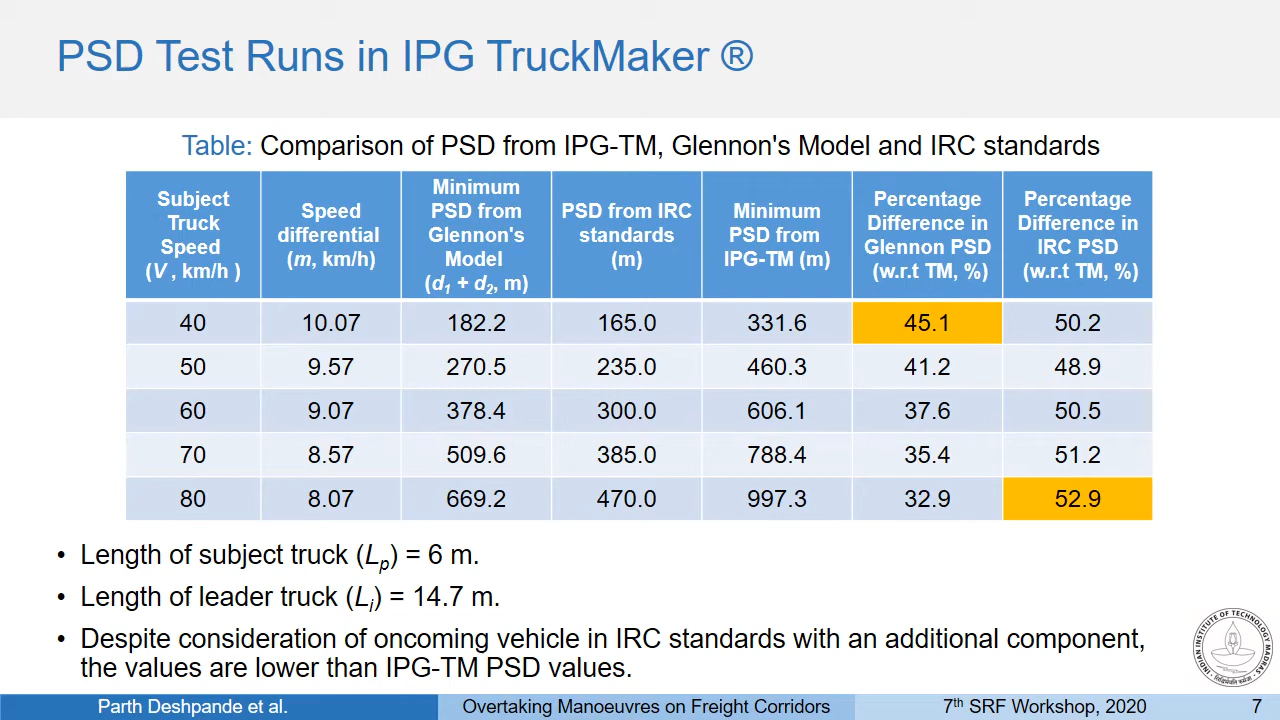 PSD Test Runs in IPG TruckMaker ®
Table: Comparison of PSD from IPG-TM, Glennon's Model and IRC standards
Subject Truck Speed (V , km/h )
Speed differential (m, km/h)
Minimum PSD from Glennon's Model (d1 + d2, m)
PSD from IRC standards (m)
Minimum PSD from IPG-TM (m)
Percentage Difference in Glennon PSD (w.r.t TM, %)
Percentage Difference in IRC PSD (w.r.t TM, %)
40 10.07 182.2 165.0 331.6 45.1 50.2
50 9.57 270.5 235.0 460.3 41.2 48.9
60 9.07 378.4 300.0 606.1 37.6 50.5
70 8.57 509.6 385.0 788.4 35.4 51.2
80 8.07 669.2 470.0 997.3 32.9 52.9
• Length of subject truck (Lp) = 6 m.
• Length of leader truck (Li) = 14.7 m.
• Despite consideration of oncoming vehicle in IRC standards with an additional component,
the values are lower than IPG-TM PSD values.
INDIAN INSTITUTE OF TECHNOLOGY MADRAS
Parth Deshpande et al. Overtaking Manoeuvres on Freight Corridors 7th SRF Workshop, 2020 7